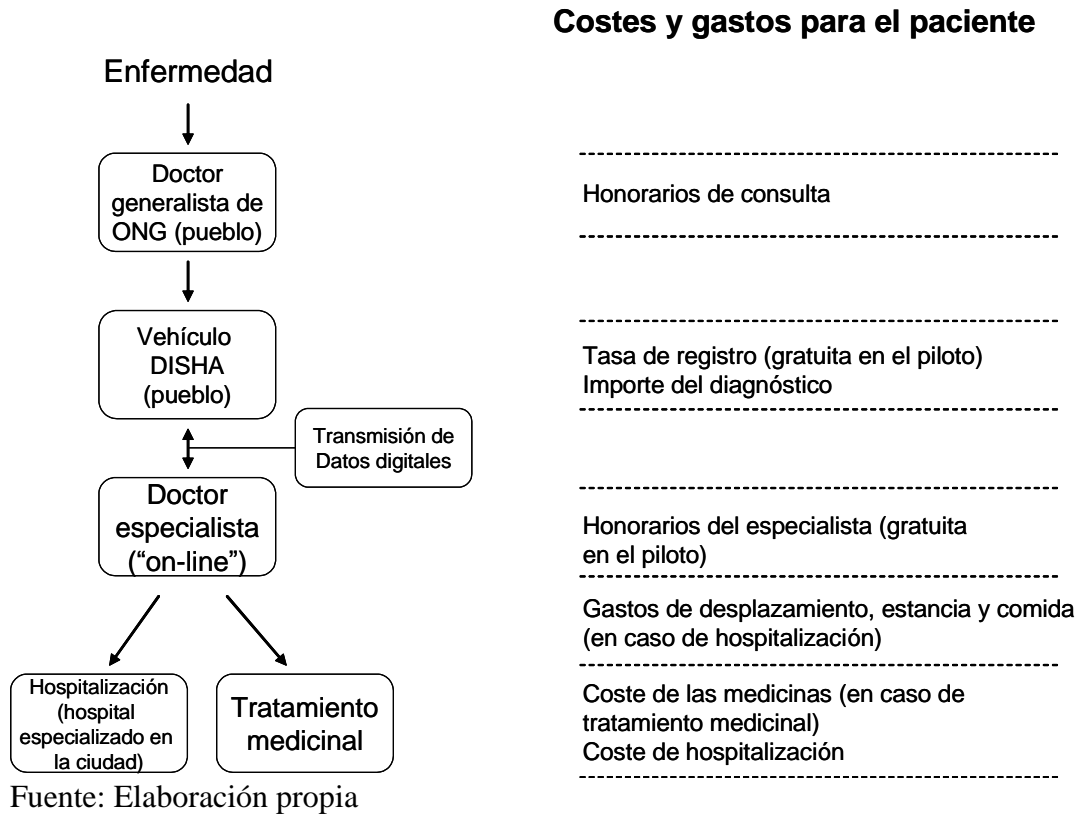 Costes y gastos para el paciente
Enfermedad
Doctor
generalista de
ONG (pueblo)
Honorarios de consulta
Vehículo
DISHA
(pueblo)
Tasa de registro (gratuita en el piloto)
Importe del diagnóstico
Transmisión de
Datos digitales
Doctor
especialista
(“on-line”)
Honorarios del especialista (gratuita
en el piloto)
Gastos de desplazamiento, estancia y comida
(en caso de hospitalización)
Hospitalización
(hospital
especializado en
la ciudad)
Tratamiento
medicinal
Coste de las medicinas (en caso de
tratamiento medicinal)
Coste de hospitalización
Fuente: Elaboración propia